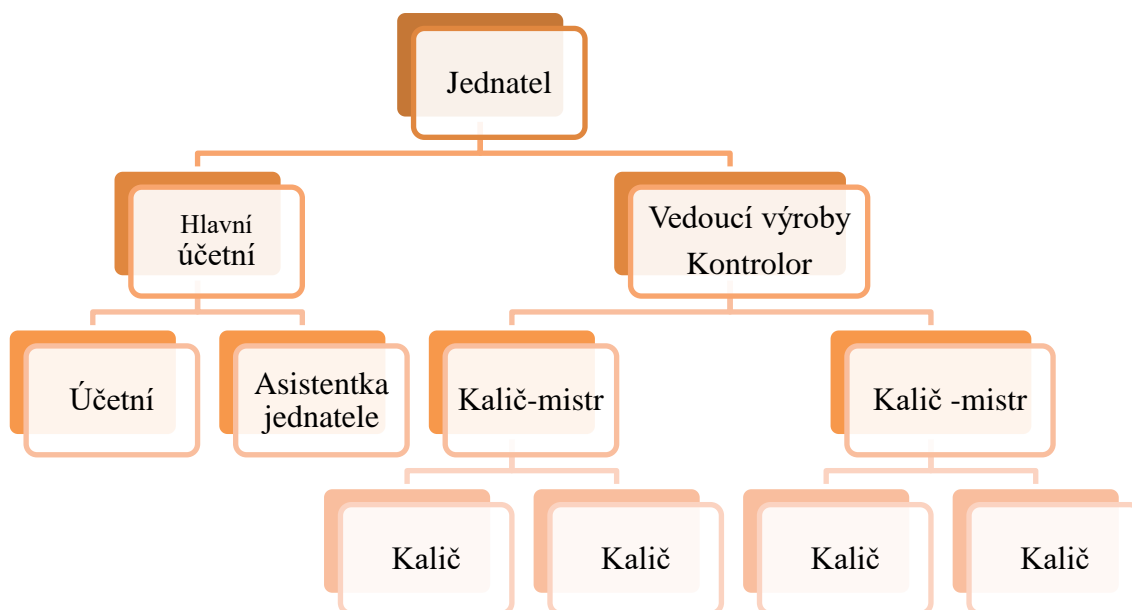 Jednatel
Hlavní
účetní
Vedoucí výroby
Kontrolor
Účetní
Asistentka
jednatele
Kalič-mistr
Kalič -mistr
Kalič
Kalič
Kalič
Kalič